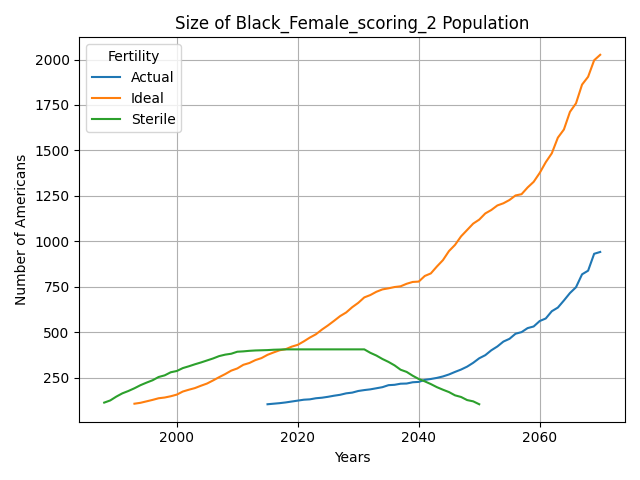 Size of Black_Female_scoring_2 Population
Fertility
Actual
Ideal
Sterile
Number of Americans
2000
1750
1500
1250
1000
750
500
250
2000
2020
2040
2060
Years